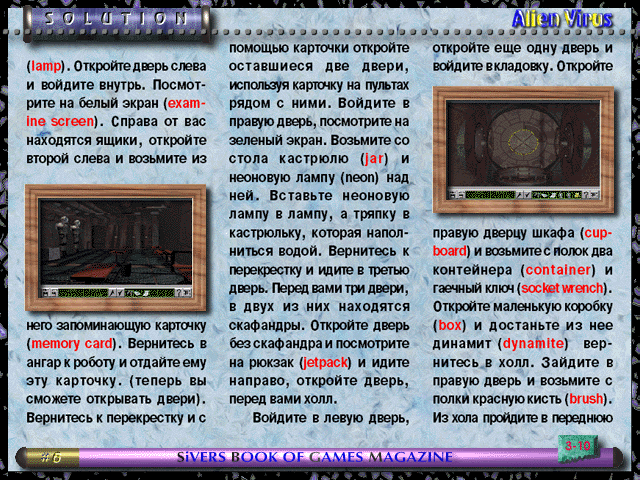 SOLUTION
Alien Virus
(lamp). Откройте дверь слева
и войдите внутрь. Посмот-
рите на белый экран (exam-
ine screen). Справа от вас
находятся ящики, откройте
второй слева и возьмите из
него запоминающую карточку
(memory card). Вернитесь в
ангар к роботу и отдайте ему
эту карточку. (теперь вы
сможете открывать двери).
Вернитесь к перекрестку и с
помощью карточки откройте
оставшиеся две двери,
используя карточку на пультах
рядом с ними. Войдите в
правую дверь, посмотрите на
зеленый экран. Возьмите со
стола кастрюлю (jar) и
неоновую лампу (neon) над
ней. Вставьте неоновую
лампу в лампу, а тряпку в
кастрюльку, которая напол-
ниться водой. Вернитесь к
перекрестку и идите в третью
дверь. Перед вами три двери,
в двух из них находятся
скафандры. Откройте дверь
без скафандра и посмотрите
на рюкзак (jetpack) и идите
направо, откройте дверь,
перед вами холл.
Войдите в левую дверь,
откройте еще одну дверь и
войдите в кладовку. Откройте
правую дверцу шкафа (cup-
board) и возьмите с полок два
контейнера (container) и
гаечный ключ (socket wrench).
Откройте маленькую коробку
(box) и достаньте из нее
динамит (dynamite) вер-
нитесь в холл. Зайдите в
правую дверь и возьмите с
полки красную кисть (brush).
Из хола пройдите в переднюю
#6
SIVERS BOOK OF GAMES MAGAZINE
3-10